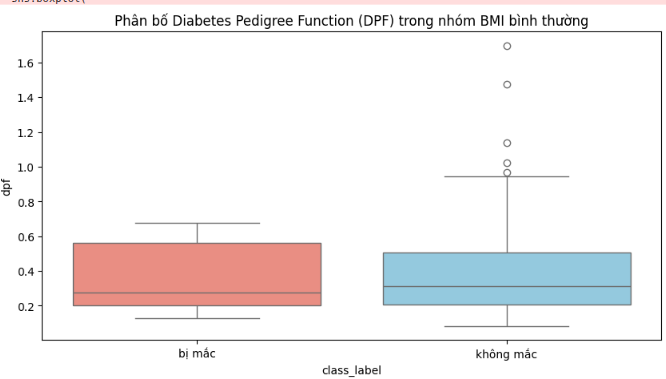 sns.boxplot(
Phân bố Diabetes Pedigree Function (DPF) trong nhóm BMI bình thường
1.6
1.4
1.2
1.0
0.8
0.6
0.4
0.2
dpf
bị mắc
không mắc
class_label